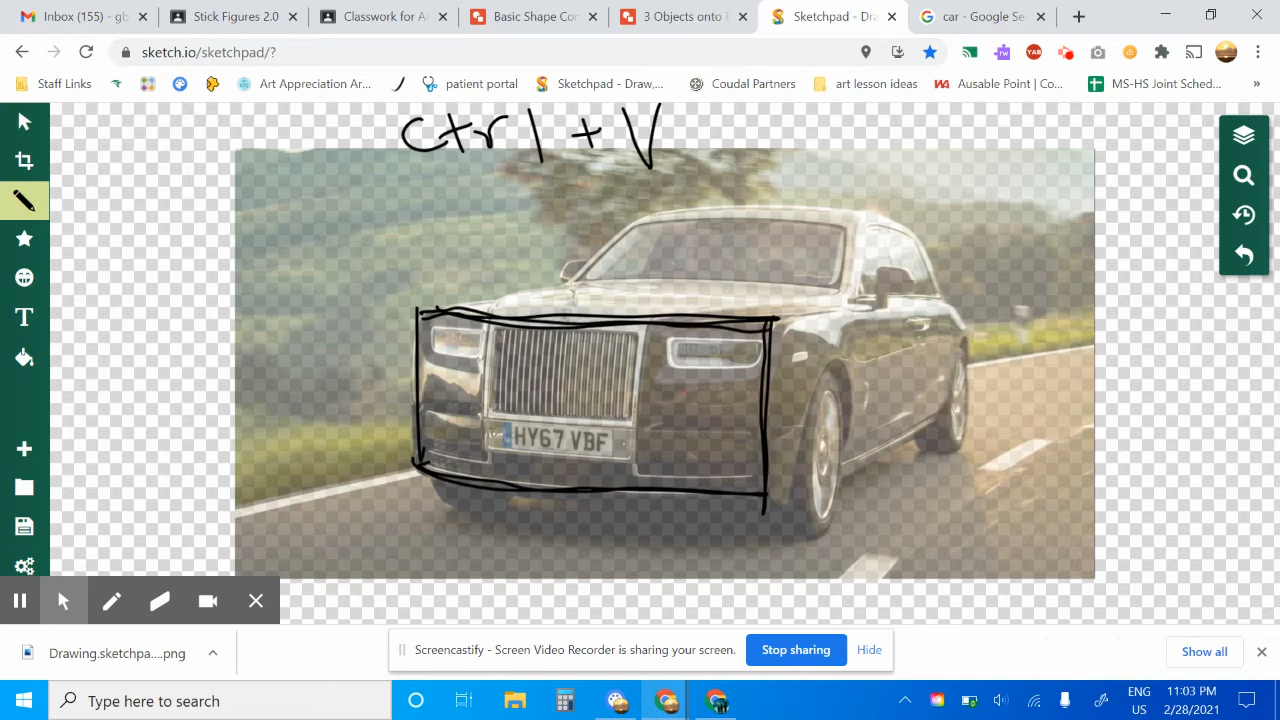 Inbox (155) - gb
Stick Figures 2.0
Classwork for A
Basic Shape Con
3 Objects onto E
Sketchpad - Dra
car - Google Se
sketch.io/sketchpad/?
Staff Links
Art Appreciation Ar...
patient portal
Sketchpad - Draw,...
Coudal Partners
art lesson ideas
Ausable Point | Co...
MS-HS Joint Sched...
»
Ctrl + V
HY67 VBF
Drawing.sketchpa....png
Screencastify - Screen Video Recorder is sharing your screen.
Stop sharing
Hide
Show all
Type here to search
ENG
US
11:03 PM
2/28/2021